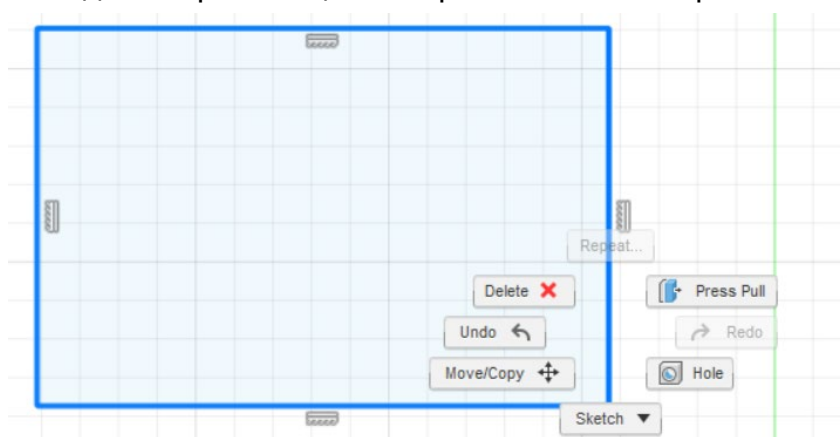 Repeat...
Delete
Press Pull
Undo
Redo
Move/Copy
Hole
Sketch